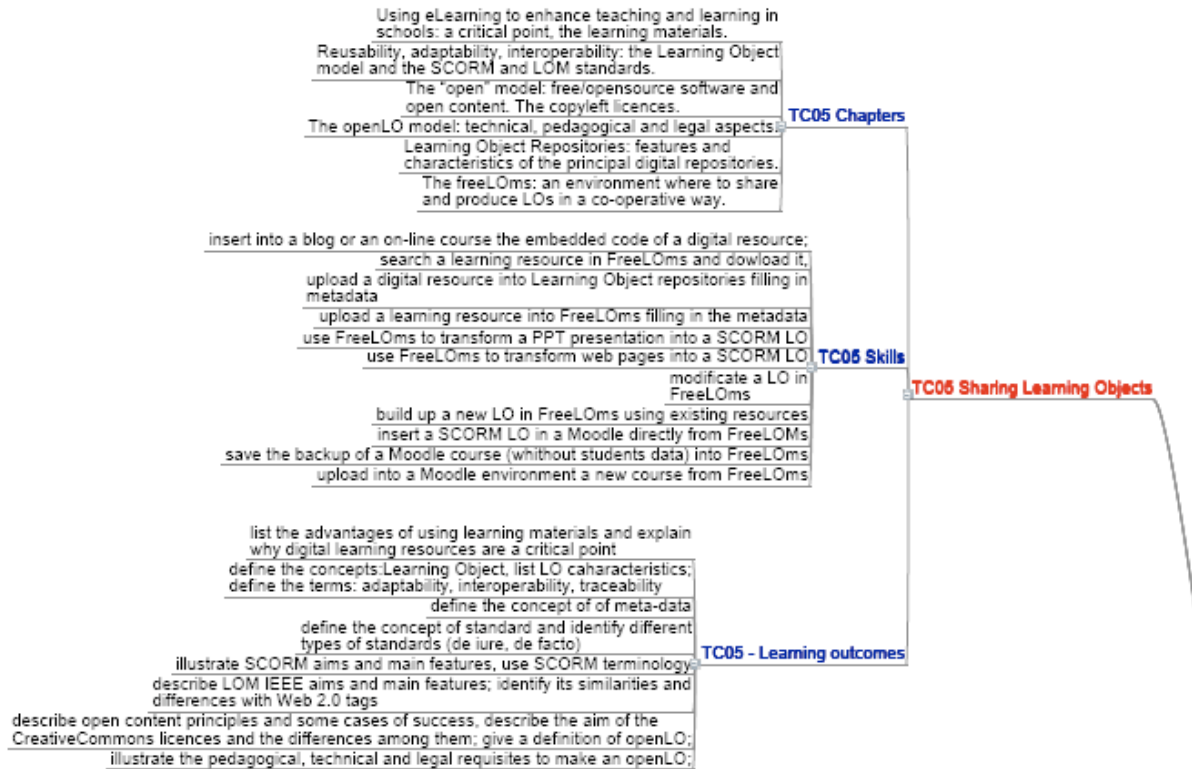 Using eLearning to enhance teaching and learning in
schools: a critical point, the learning materials.
Reusability, adaptability, interoperability: the Learning Object
model and the SCORM and LOM standards.
The "open" model: free/opensource software and
open content. The copyleft licences.
The openLO model: technical, pedagogical and legal aspects.
Learning Object Repositories: features and
characteristics of the principal digital repositories.
The freeLOms: an environment where to share
and produce LOs in a co-operative way.
TC05 Chapters
insert into a blog or an on-line course the embedded code of a digital resource;
search a learning resource in FreeLOms and dowload it,
upload a digital resource into Learning Object repositories filling in
metadata
upload a learning resource into FreeLOms filling in the metadata
use FreeLOms to transform a PPT presentation into a SCORM LO
use FreeLOms to transform web pages into a SCORM LO
modificate a LO in
FreeLOms
build up a new LO in FreeLOms using existing resources
insert a SCORM LO in a Moodle directly from FreeLOMs
save the backup of a Moodle course (whithout students data) into FreeLOms
upload into a Moodle environment a new course from FreeLOms
TC05 Skills
TC05 Sharing Learning Objects
list the advantages of using learning materials and explain
why digital learning resources are a critical point
define the concepts:Learning Object, list LO caharacteristics;
define the terms: adaptability, interoperability, traceability
define the concept of of meta-data
define the concept of standard and identify different
types of standards (de iure, de facto)
illustrate SCORM aims and main features, use SCORM terminology
describe LOM IEEE aims and main features; identify its similarities and
differences with Web 2.0 tags
describe open content principles and some cases of success, describe the aim of the
CreativeCommons licences and the differences among them; give a definition of openLO;
illustrate the pedagogical, technical and legal requisites to make an openLO;
TC05 - Learning outcomes